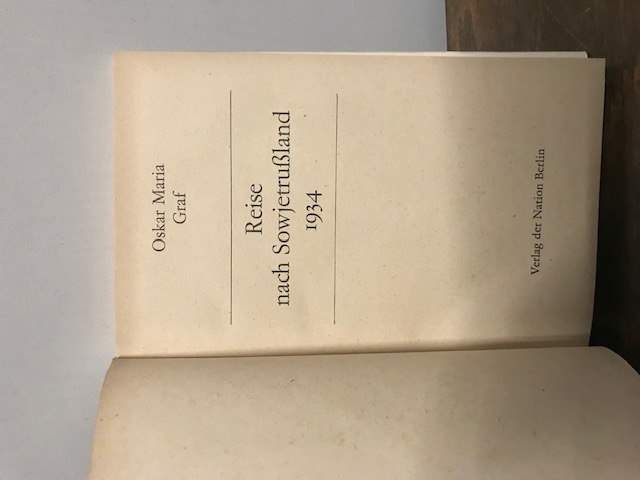 Oskar Maria
Graf
Reise
nach Sowjetrußland
1934
Verlag der Nation Berlin